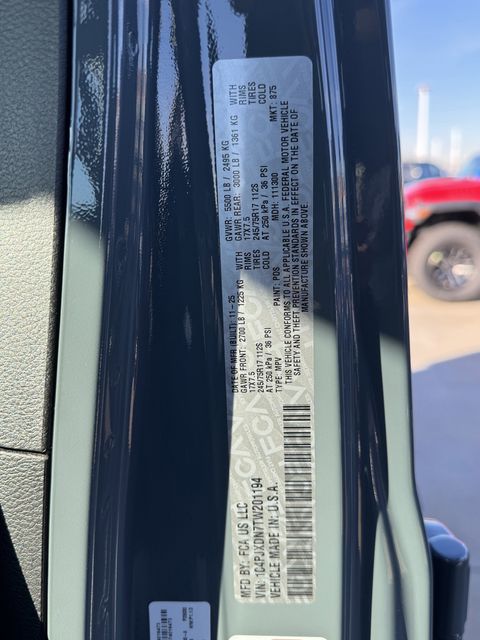 MFD BY: FCA US LLC
VIN: 1C4PJXDN7TW201194
VEHICLE MADE IN: U.S.A.
DATE OF MFR (BUILT): 11-25
GVWR: 5500 LB / 2495 KG
GAWR FRONT: 2700 LB / 1225 KG WITH
GAWR REAR: 3000 LB / 1361 KG WITH
17X7.5 RIMS
17X7.5 RIMS
245/75R17 112S TIRES
245/75R17 112S TIRES
AT 250 kPa / 36 PSI COLD
AT 250 kPa / 36 PSI COLD
TYPE: MPV PAINT: PDS MDH: 111300 MKT: 875
THIS VEHICLE CONFORMS TO ALL APPLICABLE U.S.A. FEDERAL MOTOR VEHICLE
SAFETY AND THEFT PREVENTION STANDARDS IN EFFECT ON THE DATE OF
MANUFACTURE SHOWN ABOVE.
FCA
FCA